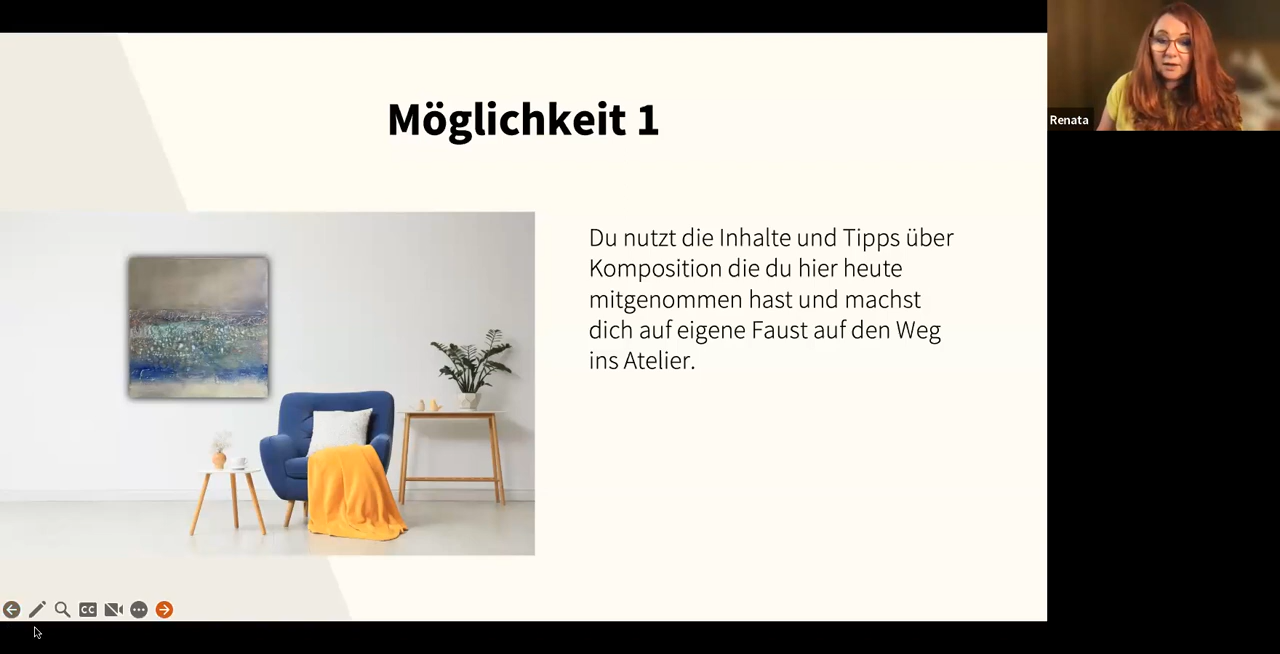 Möglichkeit 1
Renata
Du nutzt die Inhalte und Tipps über
Komposition die du hier heute
mitgenommen hast und machst
dich auf eigene Faust auf den Weg
ins Atelier.
CC